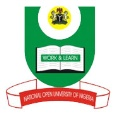 WORK & LEARN
NATIONAL OPEN UNIVERSITY OF NIGERIA